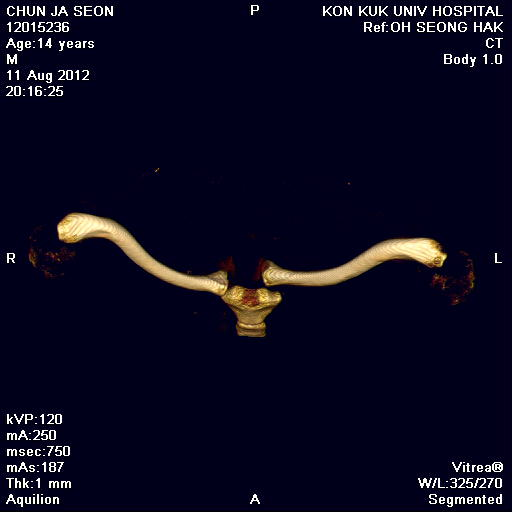 CHUN JA SEON
12015236
Age:14 years
M
11 Aug 2012
20:16:25
P
KON KUK UNIV HOSPITAL
Ref:OH SEONG HAK
CT
Body 1.0
R
L
kVP:120
mA:250
msec:750
mAs:187
Thk:1 mm
Aquilion
A
Vitrea®
W/L:325/270
Segmented